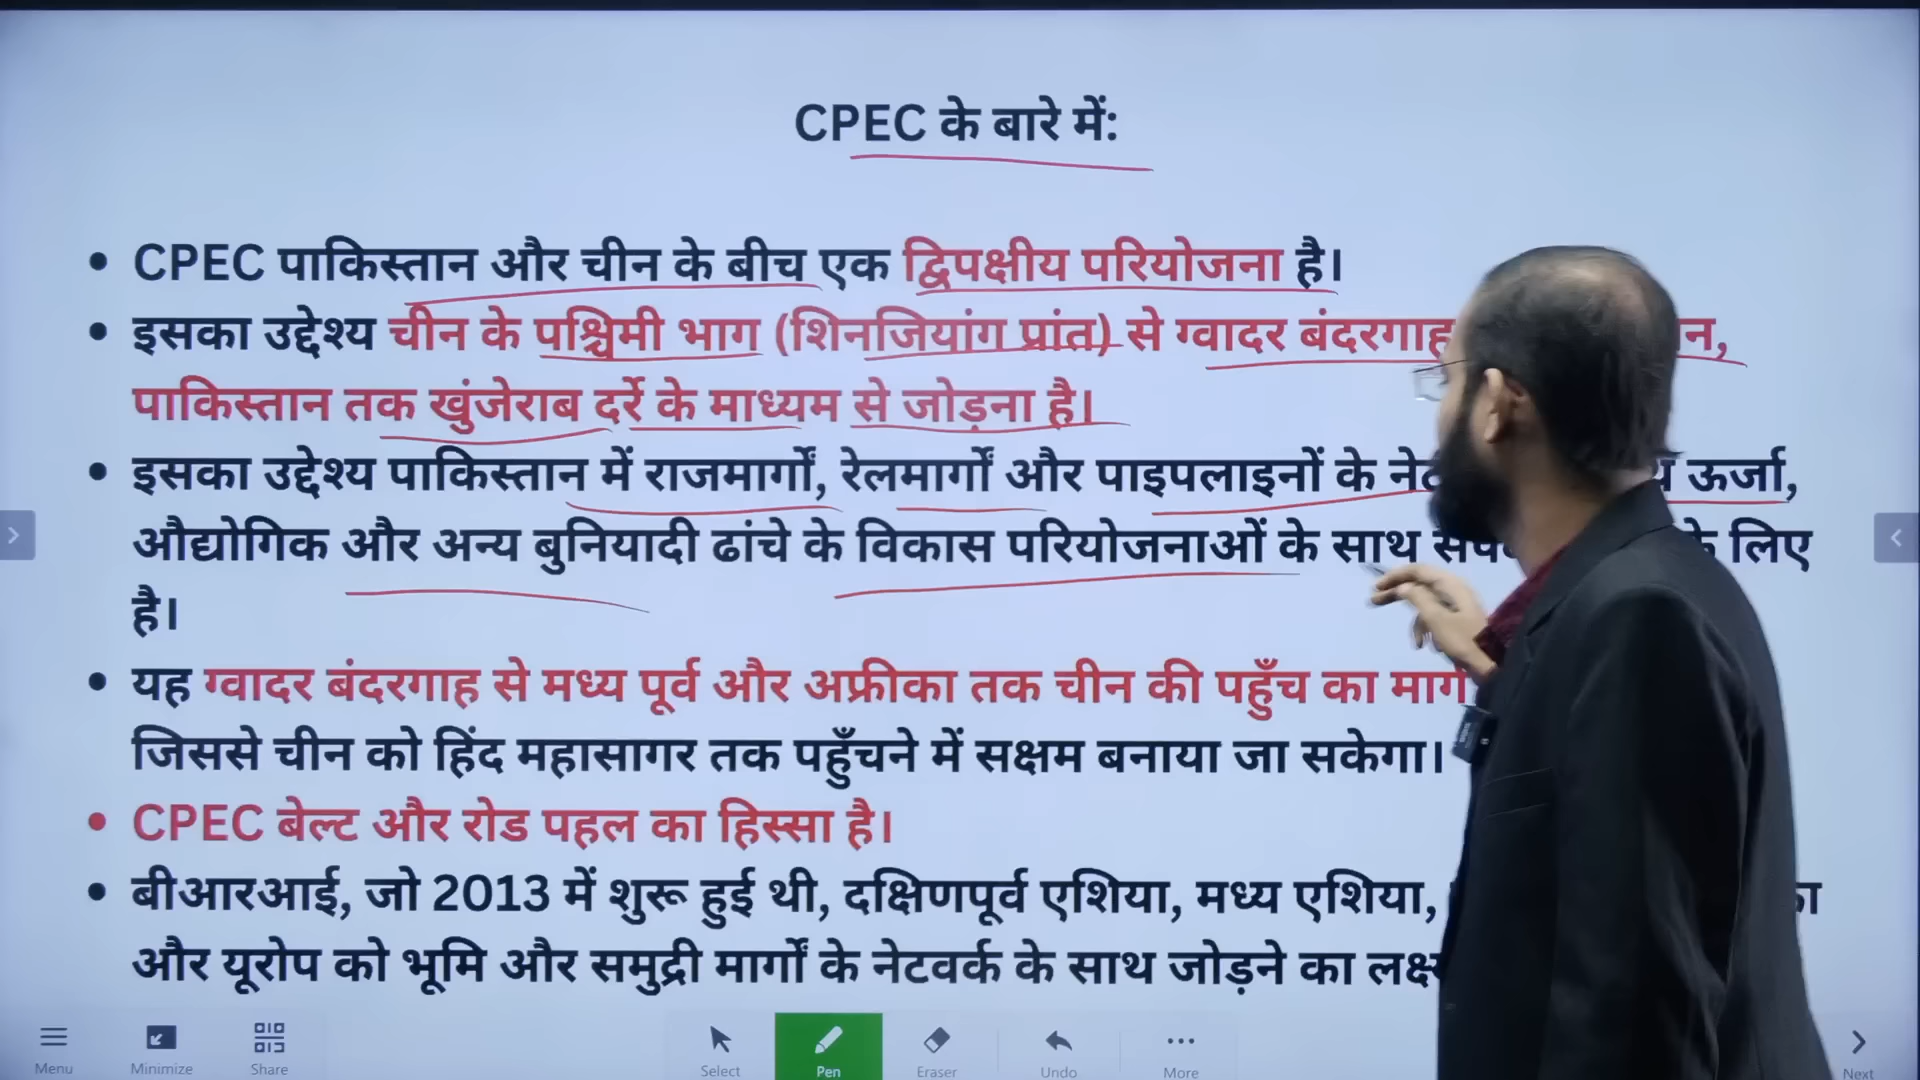 CPEC के बारे में:
• CPEC पाकिस्तान और चीन के बीच एक द्विपक्षीय परियोजना है।
• इसका उद्देश्य चीन के पश्चिमी भाग (शिनजियांग प्रांत) से ग्वादर बंदरगाह
पाकिस्तान तक खुंजेराब दर्रे के माध्यम से जोड़ना है।
• इसका उद्देश्य पाकिस्तान में राजमार्गों, रेलमार्गों और पाइपलाइनों के ऊर्जा,
औद्योगिक और अन्य बुनियादी ढांचे के विकास परियोजनाओं के साथ लिए
है।
• यह ग्वादर बंदरगाह से मध्य पूर्व और अफ्रीका तक चीन की पहुँच का मार्ग
जिससे चीन को हिंद महासागर तक पहुँचने में सक्षम बनाया जा सकेगा।
• CPEC बेल्ट और रोड पहल का हिस्सा है।
• बीआरआई, जो 2013 में शुरू हुई थी, दक्षिणपूर्व एशिया, मध्य एशिया,
और यूरोप को भूमि और समुद्री मार्गों के नेटवर्क के साथ जोड़ने का
Menu Minimize Share Select Pen Eraser Undo More Next